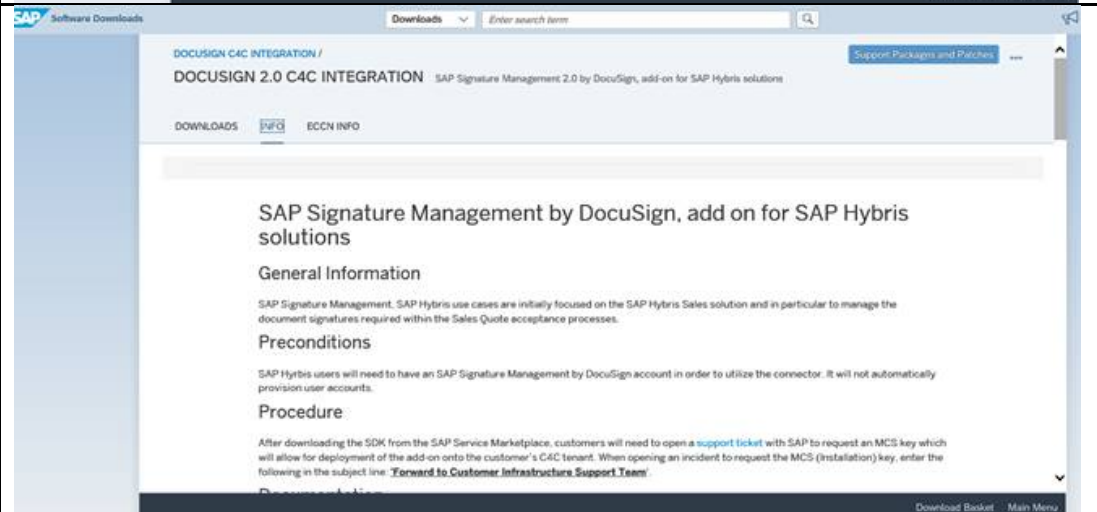 SAP Software Downloads
Downloads Enter search term
DOCUSIGN C4C INTEGRATION /
Support Packages and Patches ...
DOCUSIGN 2.0 C4C INTEGRATION SAP Signature Management 2.0 by DocuSign, add-on for SAP Hybris solutions
DOWNLOADS INFO ECCN INFO
SAP Signature Management by DocuSign, add on for SAP Hybris
solutions
General Information
SAP Signature Management, SAP Hybris use cases are initially focused on the SAP Hybris Sales solution and in particular to manage the
document signatures required within the Sales Quote acceptance processes.
Preconditions
SAP Hyrbis users will need to have an SAP Signature Management by DocuSign account in order to utilize the connector. It will not automatically
provision user accounts.
Procedure
After downloading the SDK from the SAP Service Marketplace, customers will need to open a support ticket with SAP to request an MCS key which
will allow for deployment of the add-on onto the customer's C4C tenant. When opening an incident to request the MCS (Installation) key, enter the
following in the subject line: 'Forward to Customer Infrastructure Support Team'.
Documentation
Download Basket Main Menu